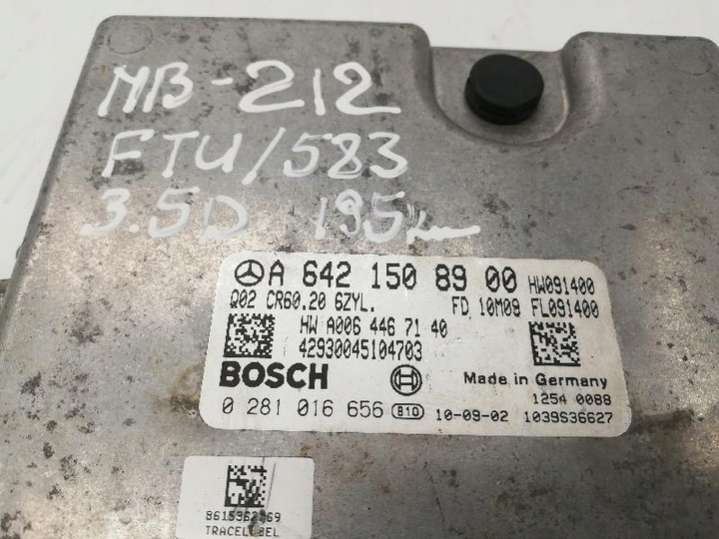 MB-212
FTU/583
3.5D 195
A 642 150 89 00 HW091400
Q02 CR60.20 6ZYL. FD 10M09 FL091400
HW A006 446 71 40
42930045104703
BOSCH Made in Germany
1254 0088
0 281 016 656 810 10-09-02 1039S36627
TRACELABEL